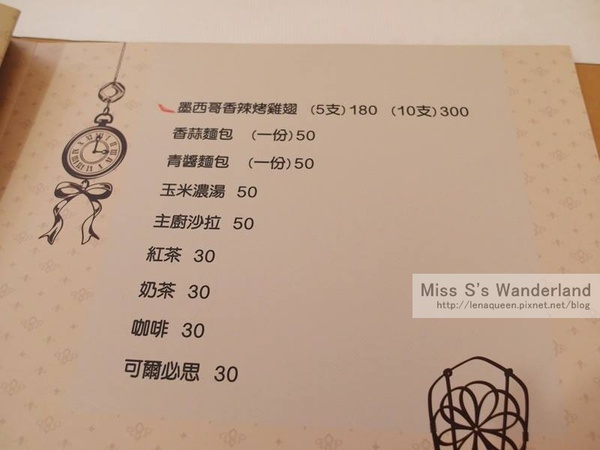 墨西哥香辣烤雞翅 (5支) 180 (10支) 300
香蒜麵包 (一份) 50
青醬麵包 (一份) 50
玉米濃湯 50
主廚沙拉 50
紅茶 30
奶茶 30
咖啡 30
可爾必思 30
Miss S's Wanderland
http://lenaqueen.pixnet.net/blog